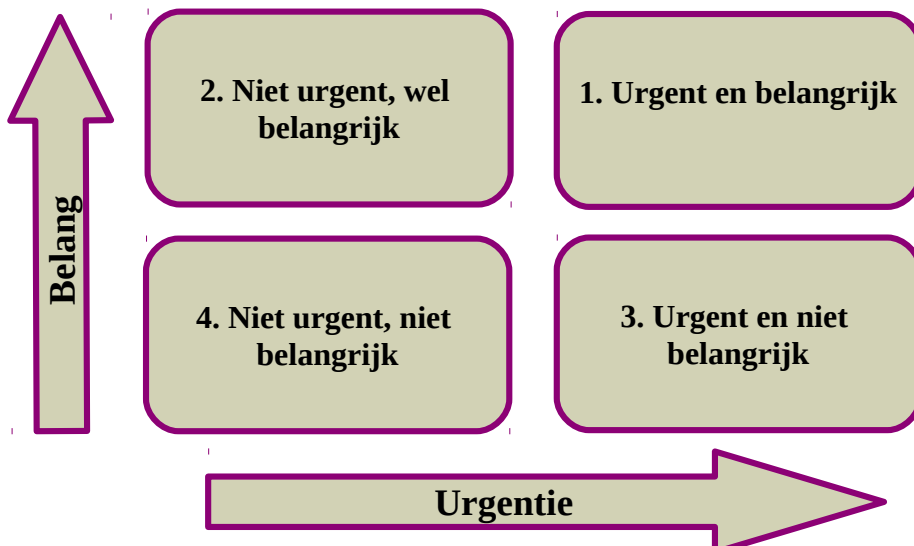 2. Niet urgent, wel
belangrijk
1. Urgent en belangrijk
Belang
4. Niet urgent, niet
belangrijk
3. Urgent en niet
belangrijk
Urgentie